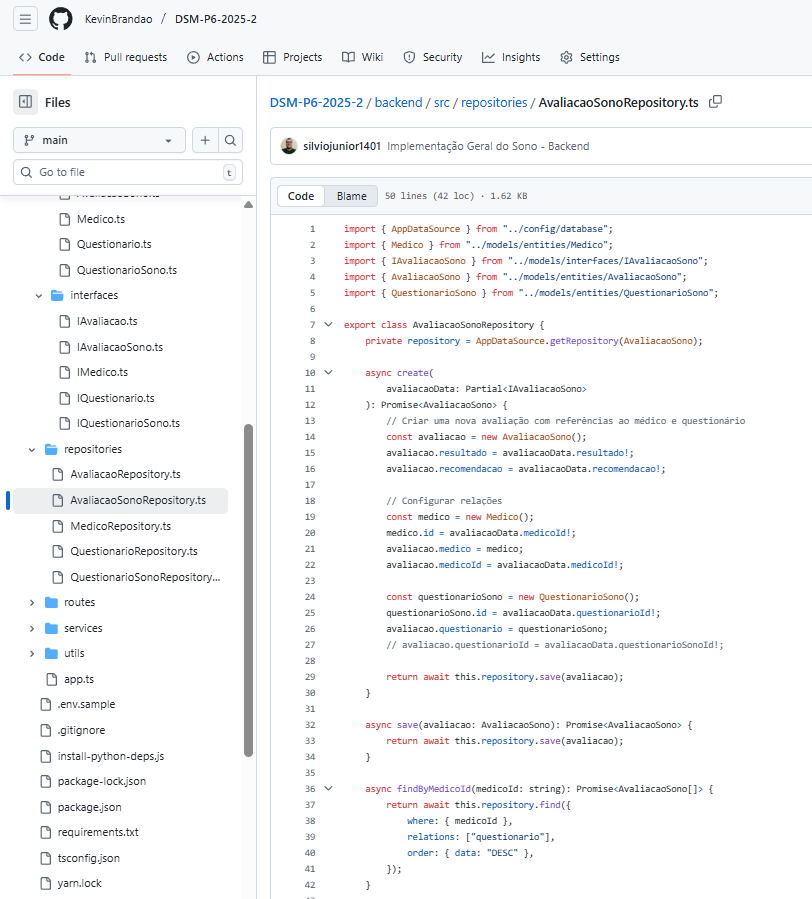 KevinBrandao / DSM-P6-2025-2
Code Pull requests Actions Projects Wiki Security Insights Settings
Files
main
Go to file t
Medico.ts
Questionario.ts
QuestionarioSono.ts
interfaces
IAvaliacao.ts
IAvaliacaoSono.ts
IMedico.ts
IQuestionario.ts
IQuestionarioSono.ts
repositories
AvaliacaoRepository.ts
AvaliacaoSonoRepository.ts
MedicoRepository.ts
QuestionarioRepository.ts
QuestionarioSonoRepository...
routes
services
utils
app.ts
.env.sample
.gitignore
install-python-deps.js
package-lock.json
package.json
requirements.txt
tsconfig.json
yarn.lock
DSM-P6-2025-2 / backend / src / repositories / AvaliacaoSonoRepository.ts
silviojunior1401 Implementação Geral do Sono - Backend
Code Blame 50 lines (42 loc) · 1.62 KB
1 import { AppDataSource } from "../config/database";
2 import { Medico } from "../models/entities/Medico";
3 import { IAvaliacaoSono } from "../models/interfaces/IAvaliacaoSono";
4 import { AvaliacaoSono } from "../models/entities/AvaliacaoSono";
5 import { QuestionarioSono } from "../models/entities/QuestionarioSono";
6
7 export class AvaliacaoSonoRepository {
8 private repository = AppDataSource.getRepository(AvaliacaoSono);
9
10 async create(
11 avaliacaoData: Partial<IAvaliacaoSono>
12 ): Promise<AvaliacaoSono> {
13 // Criar uma nova avaliação com referências ao médico e questionário
14 const avaliacao = new AvaliacaoSono();
15 avaliacao.resultado = avaliacaoData.resultado!;
16 avaliacao.recomendacao = avaliacaoData.recomendacao!;
17
18 // Configurar relações
19 const medico = new Medico();
20 medico.id = avaliacaoData.medicoId!;
21 avaliacao.medico = medico;
22 avaliacao.medicoId = avaliacaoData.medicoId!;
23
24 const questionarioSono = new QuestionarioSono();
25 questionarioSono.id = avaliacaoData.questionarioId!;
26 avaliacao.questionario = questionarioSono;
27 // avaliacao.questionarioId = avaliacaoData.questionarioSonoId!;
28
29 return await this.repository.save(avaliacao);
30 }
31
32 async save(avaliacao: AvaliacaoSono): Promise<AvaliacaoSono> {
33 return await this.repository.save(avaliacao);
34 }
35
36 async findByMedicoId(medicoId: string): Promise<AvaliacaoSono[]> {
37 return await this.repository.find({
38 where: { medicoId },
39 relations: ["questionario"],
40 order: { data: "DESC" },
41 });
42 }